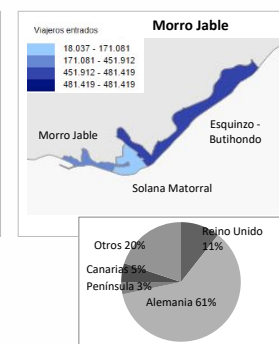 Morro Jable
Viajeros entrados
18.037 - 171.081
171.081 - 451.912
451.912 - 481.419
481.419 - 481.419
Esquinzo -
Butihondo
Morro Jable
Solana Matorral
Reino Unido
11%
Otros 20%
Canarias 5%
Península 3%
Alemania 61%